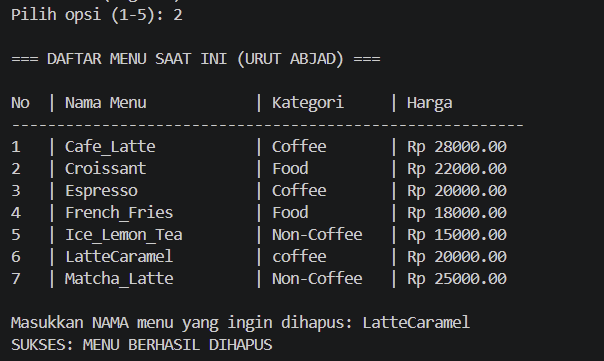 Pilih opsi (1-5): 2
=== DAFTAR MENU SAAT INI (URUT ABJAD) ===
No | Nama Menu | Kategori | Harga
---------------------------------------------------------
1 | Cafe_Latte | Coffee | Rp 28000.00
2 | Croissant | Food | Rp 22000.00
3 | Espresso | Coffee | Rp 20000.00
4 | French_Fries | Food | Rp 18000.00
5 | Ice_Lemon_Tea | Non-Coffee | Rp 15000.00
6 | LatteCaramel | coffee | Rp 20000.00
7 | Matcha_Latte | Non-Coffee | Rp 25000.00
Masukkan NAMA menu yang ingin dihapus: LatteCaramel
SUKSES: MENU BERHASIL DIHAPUS